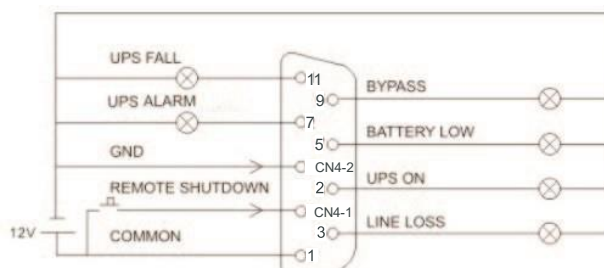 UPS FALL
11
BYPASS
9
UPS ALARM
7
BATTERY LOW
5
GND
CN4-2
UPS ON
2
REMOTE SHUTDOWN
CN4-1
LINE LOSS
3
12V
COMMON
1